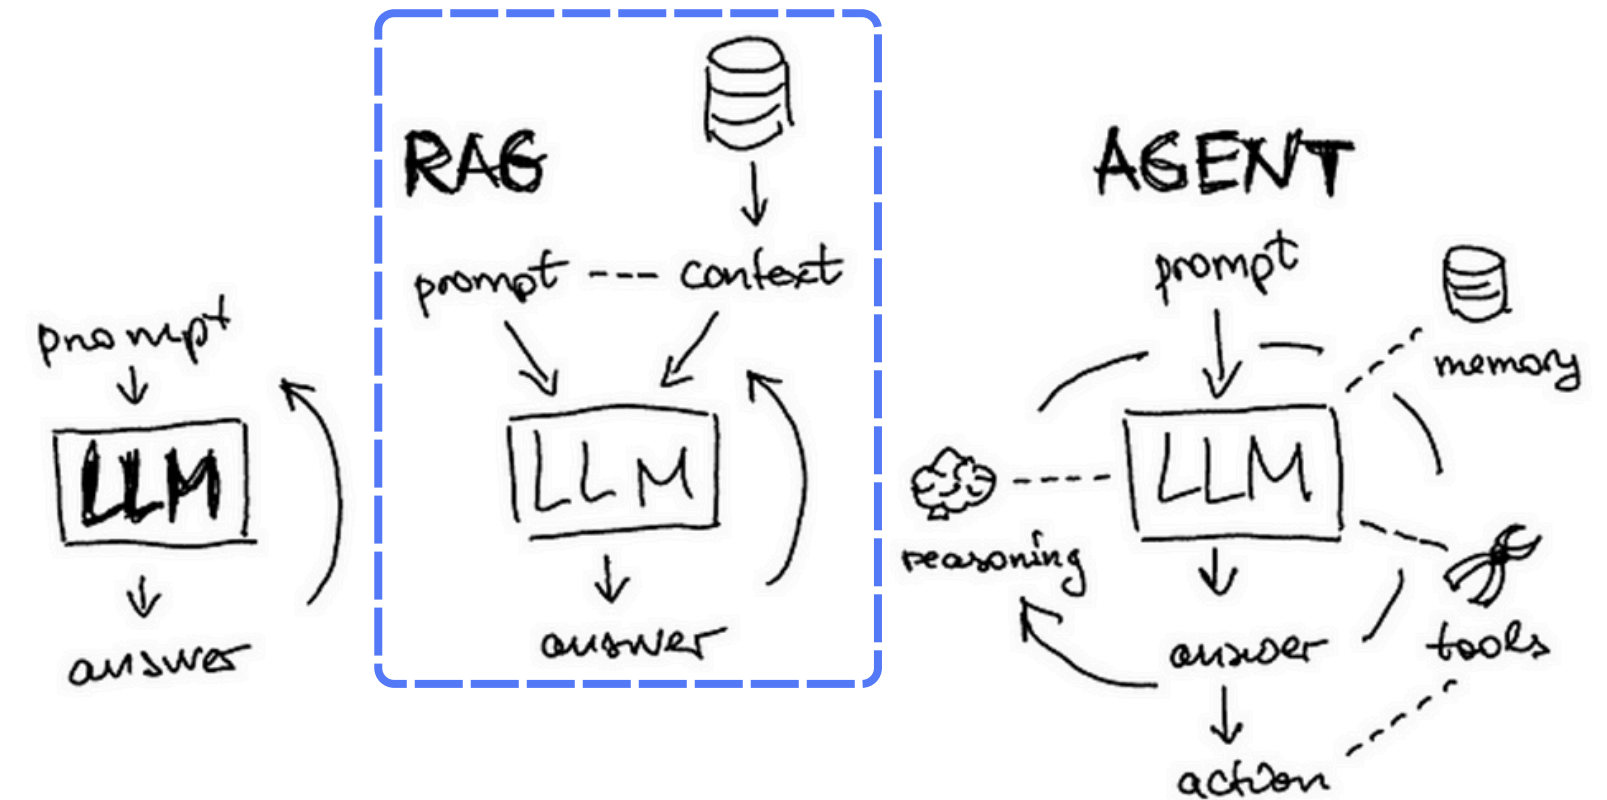 prompt
LLM
answer
RAG
prompt --- context
LLM
answer
AGENT
prompt
memory
LLM
reasoning
answer
tools
action